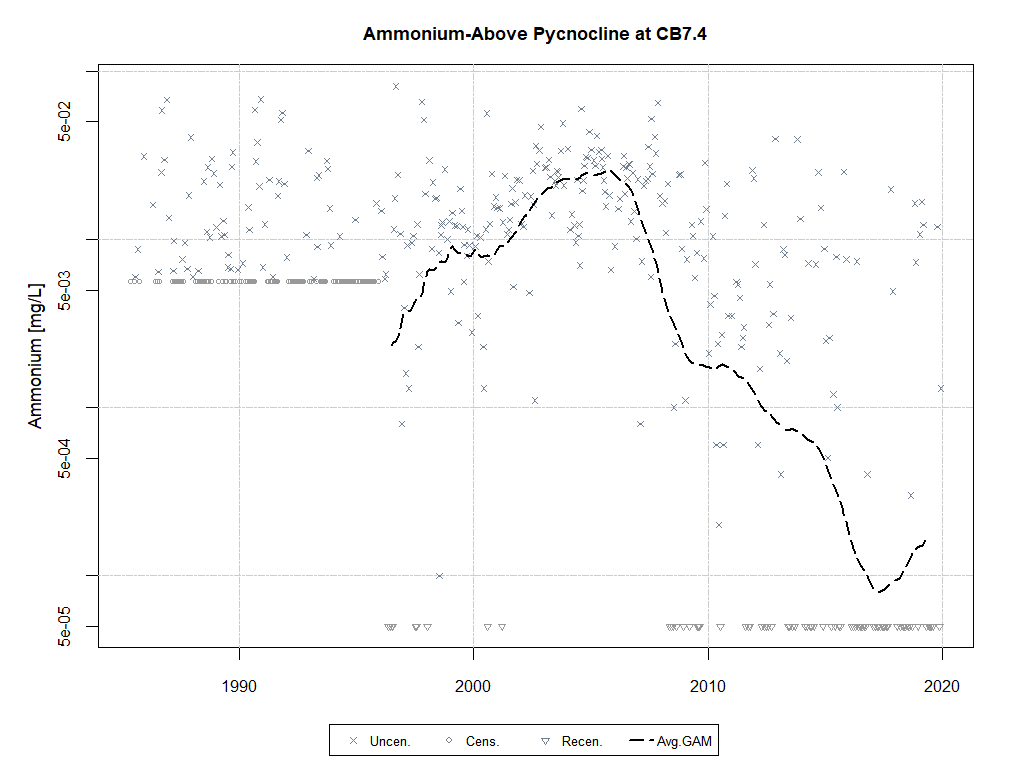 Ammonium-Above Pycnocline at CB7.4
Ammonium [mg/L]
5e-02
5e-03
5e-04
5e-05
1990
2000
2010
2020
Uncen.
Cens.
Recen.
Avg.GAM